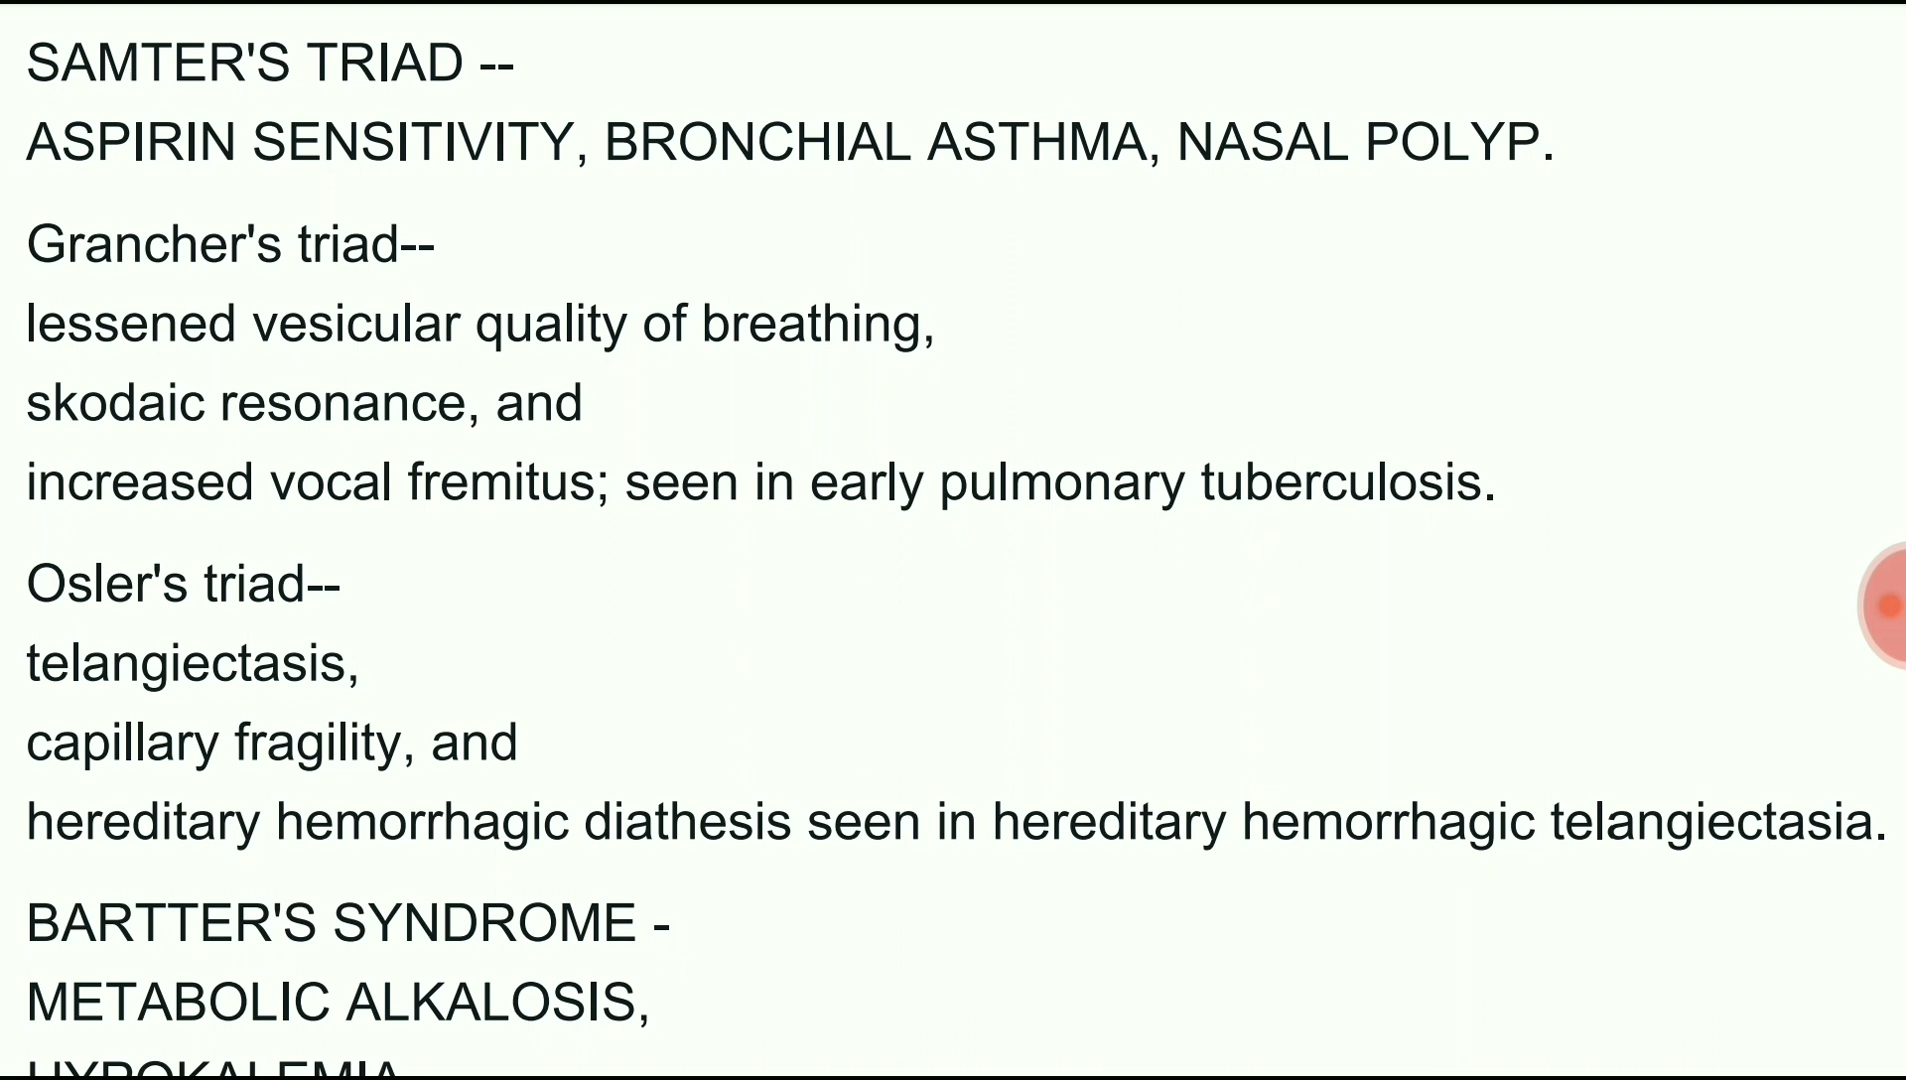 SAMTER'S TRIAD --
ASPIRIN SENSITIVITY, BRONCHIAL ASTHMA, NASAL POLYP.
Grancher's triad--
lessened vesicular quality of breathing,
skodaic resonance, and
increased vocal fremitus; seen in early pulmonary tuberculosis.
Osler's triad--
telangiectasis,
capillary fragility, and
hereditary hemorrhagic diathesis seen in hereditary hemorrhagic telangiectasia.
BARTTER'S SYNDROME -
METABOLIC ALKALOSIS,
HYPOKALEMIA